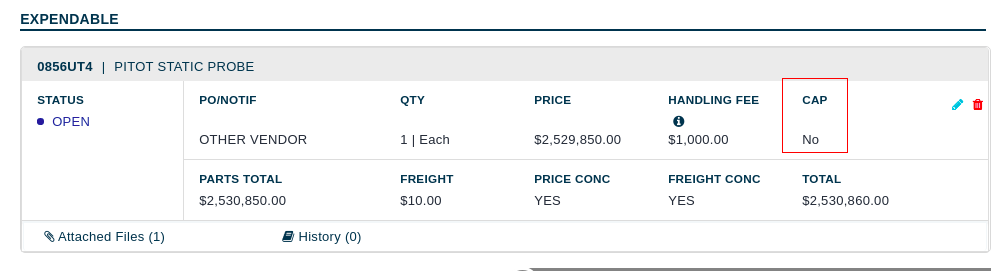 EXPENDABLE
0856UT4 | PITOT STATIC PROBE
STATUS PO/NOTIF QTY PRICE HANDLING FEE CAP
OPEN
OTHER VENDOR 1 | Each $2,529,850.00 $1,000.00 No
PARTS TOTAL FREIGHT PRICE CONC FREIGHT CONC TOTAL
$2,530,850.00 $10.00 YES YES $2,530,860.00
Attached Files (1) History (0)